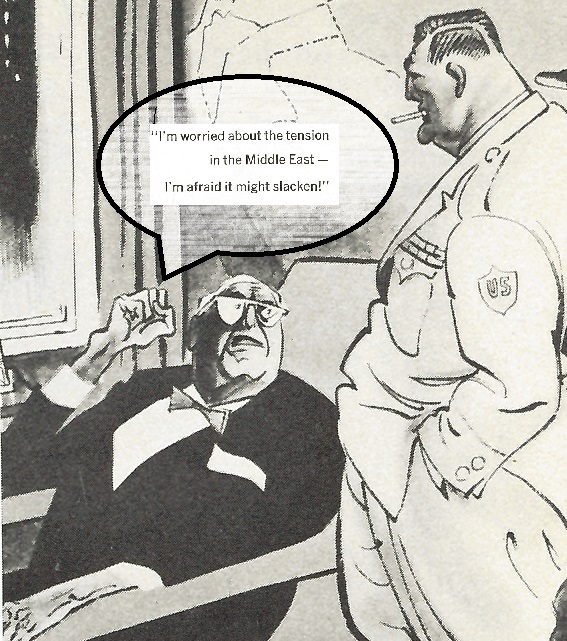 "I'm worried about the tension
in the Middle East —
I'm afraid it might slacken!"
US